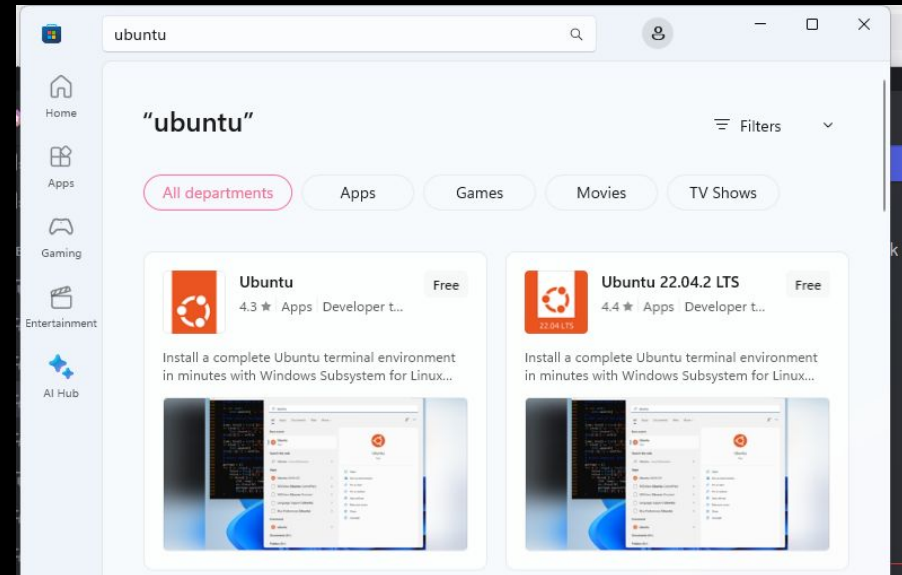 ubuntu
Home
Apps
Gaming
Entertainment
AI Hub
“ubuntu”
Filters
All departments
Apps
Games
Movies
TV Shows
Ubuntu
Free
4.3 ★ Apps Developer t...
Install a complete Ubuntu terminal environment
in minutes with Windows Subsystem for Linux...
Ubuntu 22.04.2 LTS
Free
4.4 ★ Apps Developer t...
22.04 LTS
Install a complete Ubuntu terminal environment
in minutes with Windows Subsystem for Linux...